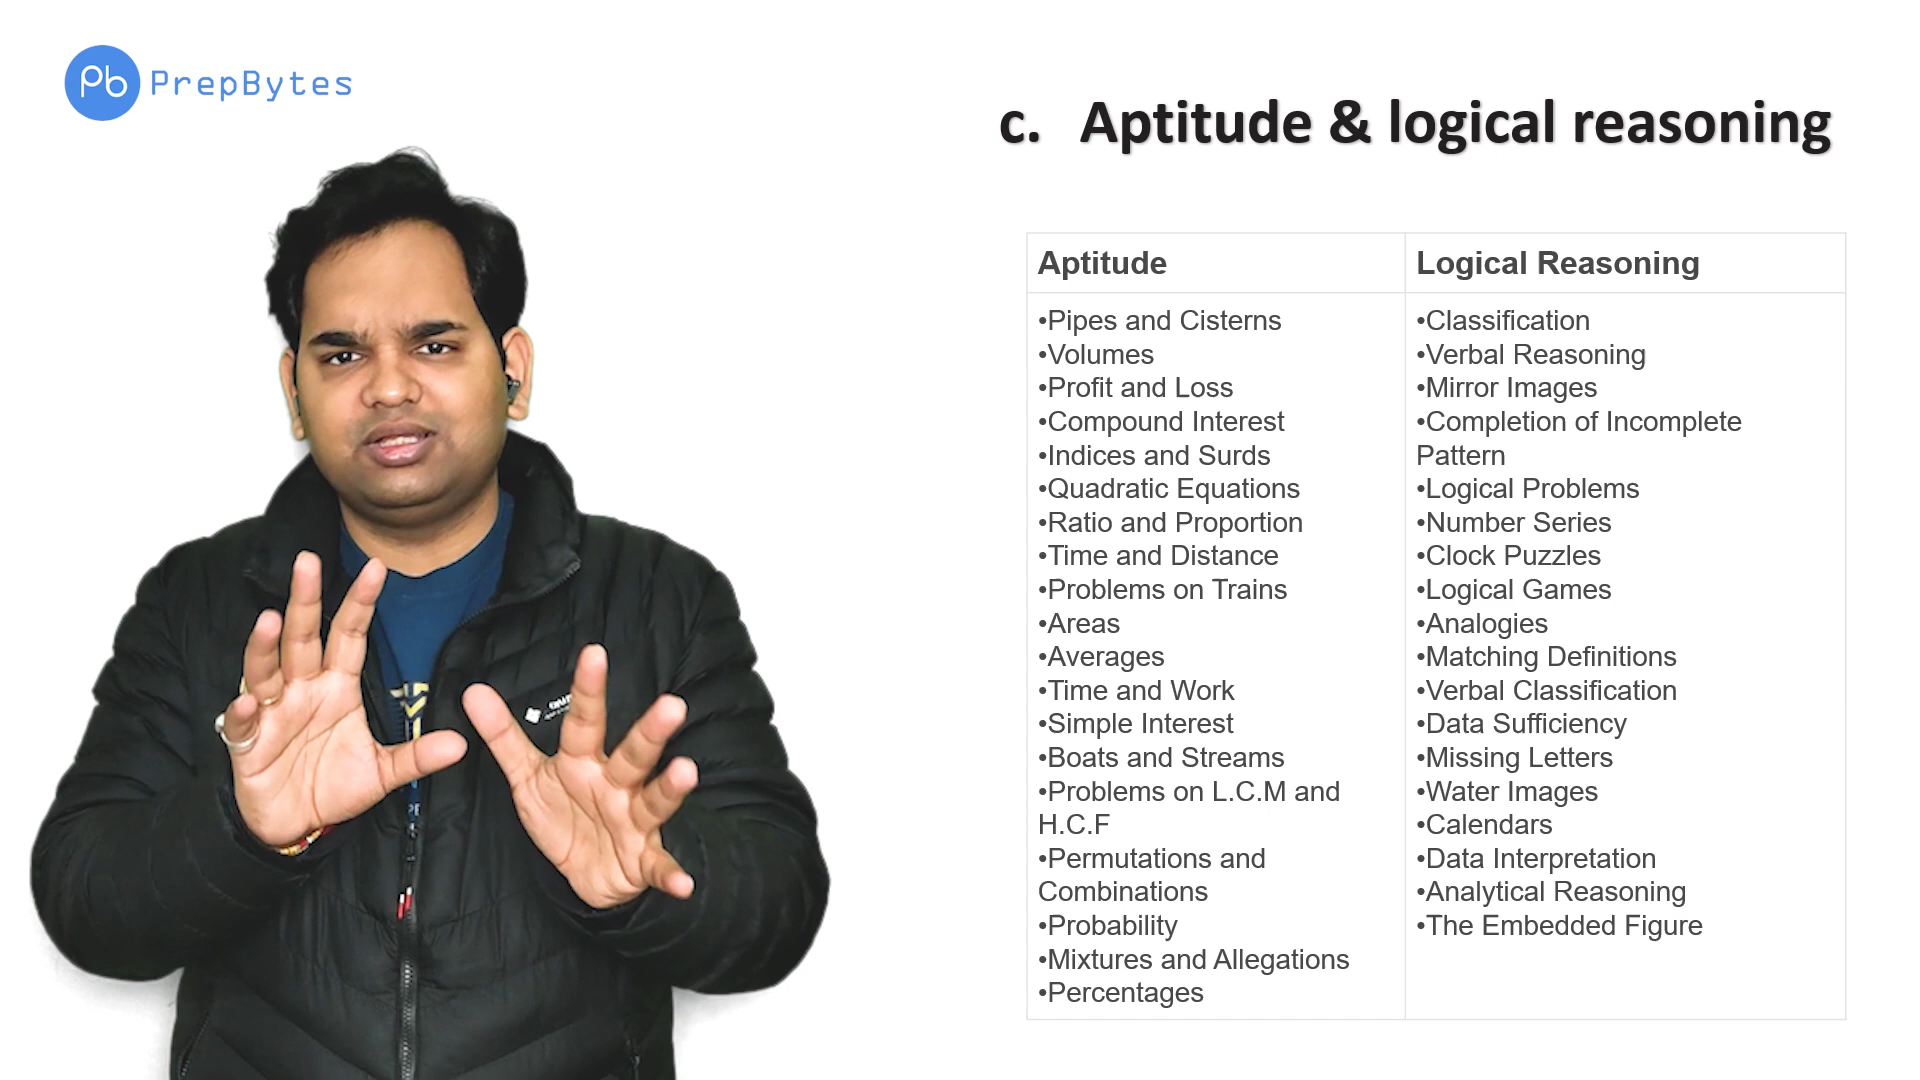 Pb PrepBytes
c. Aptitude & logical reasoning
Aptitude
•Pipes and Cisterns
•Volumes
•Profit and Loss
•Compound Interest
•Indices and Surds
•Quadratic Equations
•Ratio and Proportion
•Time and Distance
•Problems on Trains
•Areas
•Averages
•Time and Work
•Simple Interest
•Boats and Streams
•Problems on L.C.M and
H.C.F
•Permutations and
Combinations
•Probability
•Mixtures and Allegations
•Percentages
Logical Reasoning
•Classification
•Verbal Reasoning
•Mirror Images
•Completion of Incomplete
Pattern
•Logical Problems
•Number Series
•Clock Puzzles
•Logical Games
•Analogies
•Matching Definitions
•Verbal Classification
•Data Sufficiency
•Missing Letters
•Water Images
•Calendars
•Data Interpretation
•Analytical Reasoning
•The Embedded Figure